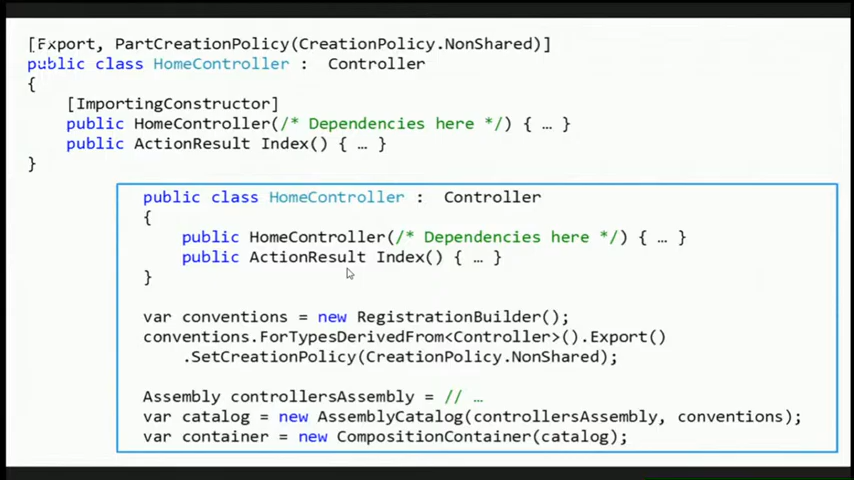 [Export, PartCreationPolicy(CreationPolicy.NonShared)]
public class HomeController : Controller
{
[ImportingConstructor]
public HomeController(/* Dependencies here */) { … }
public ActionResult Index() { … }
}
public class HomeController : Controller
{
public HomeController(/* Dependencies here */) { … }
public ActionResult Index() { … }
}
var conventions = new RegistrationBuilder();
conventions.ForTypesDerivedFrom<Controller>().Export()
.SetCreationPolicy(CreationPolicy.NonShared);
Assembly controllersAssembly = // …
var catalog = new AssemblyCatalog(controllersAssembly, conventions);
var container = new CompositionContainer(catalog);